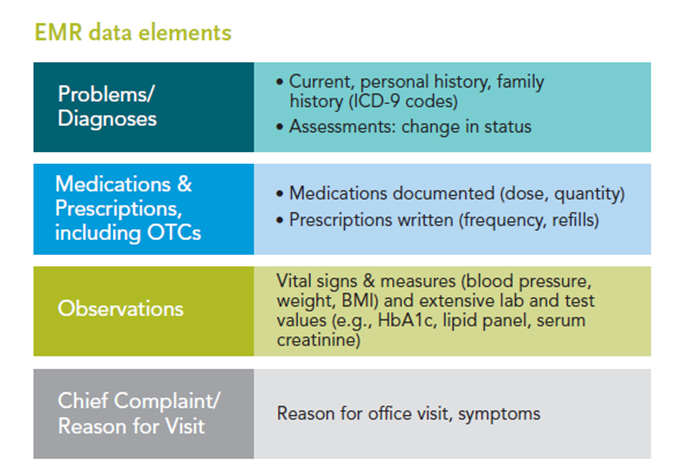 EMR data elements
Problems/
Diagnoses
• Current, personal history, family
history (ICD-9 codes)
• Assessments: change in status
Medications &
Prescriptions,
including OTCs
• Medications documented (dose, quantity)
• Prescriptions written (frequency, refills)
Observations
Vital signs & measures (blood pressure,
weight, BMI) and extensive lab and test
values (e.g., HbA1c, lipid panel, serum
creatinine)
Chief Complaint/
Reason for Visit
Reason for office visit, symptoms